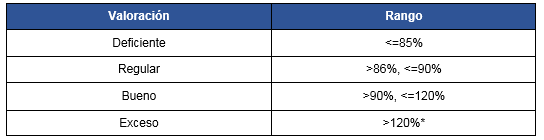 Valoración Rango
Deficiente <=85%
Regular >86%, <=90%
Bueno >90%, <=120%
Exceso >120%*